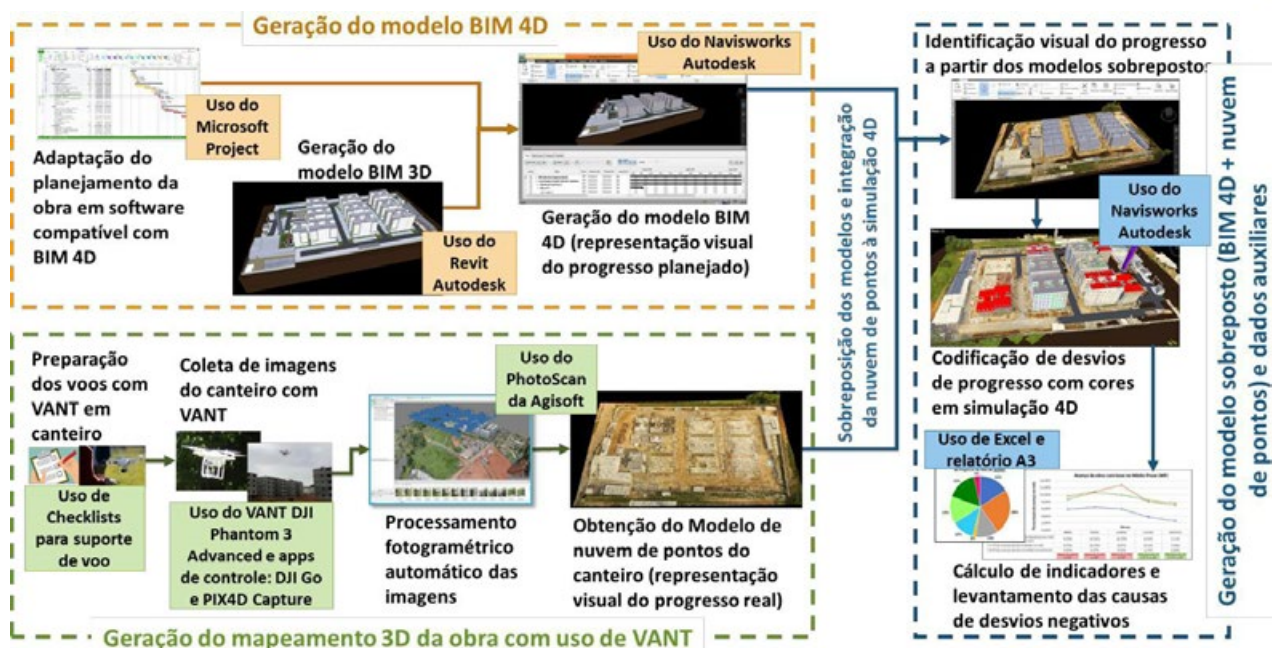 Geração do modelo BIM 4D
Uso do
Microsoft
Project
Adaptação do
planejamento da
obra em software
compatível com
BIM 4D
Geração do
modelo BIM 3D
Uso do
Revit
Autodesk
Uso do Navisworks
Autodesk
Geração do modelo BIM
4D (representação visual
do progresso planejado)
Preparação
dos voos com
VANT em
canteiro
Uso de
Checklists
para suporte
de voo
Coleta de imagens
do canteiro com
VANT
Uso do VANT DJI
Phantom 3
Advanced e apps
de controle: DJI Go
e PIX4D Capture
Processamento
fotogramétrico
automático das
imagens
Uso do
PhotoScan
da Agisoft
Obtenção do Modelo de
nuvem de pontos do
canteiro (representação
visual do progresso real)
Geração do mapeamento 3D da obra com uso de VANT
Sobreposição dos modelos e integração
da nuvem de pontos à simulação 4D
Identificação visual do progresso
a partir dos modelos sobrepostos
Uso do
Navisworks
Autodesk
Codificação de desvios
de progresso com cores
em simulação 4D
Uso de Excel e
relatório A3
Cálculo de indicadores e
levantamento das causas
de desvios negativos
Geração do modelo sobreposto (BIM 4D + nuvem
de pontos) e dados auxiliares